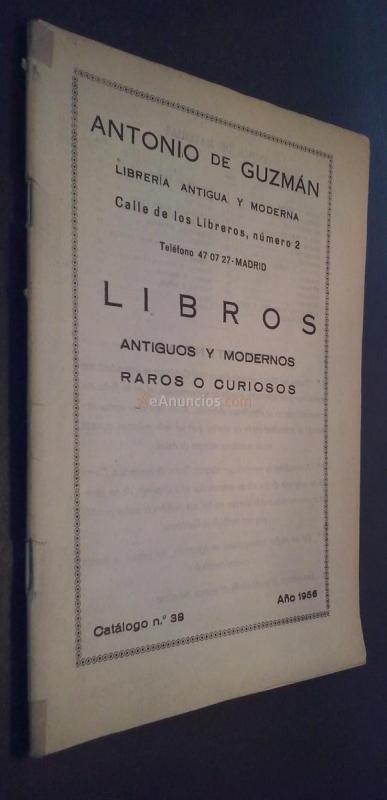 ANTONIO DE GUZMÁN
LIBRERÍA ANTIGUA Y MODERNA
Calle de los Libreros, número 2
Teléfono 47 07 27-MADRID
LIBROS
ANTIGUOS Y MODERNOS
RAROS O CURIOSOS
eAnuncios.com
Catálogo n.º 38
Año 1956